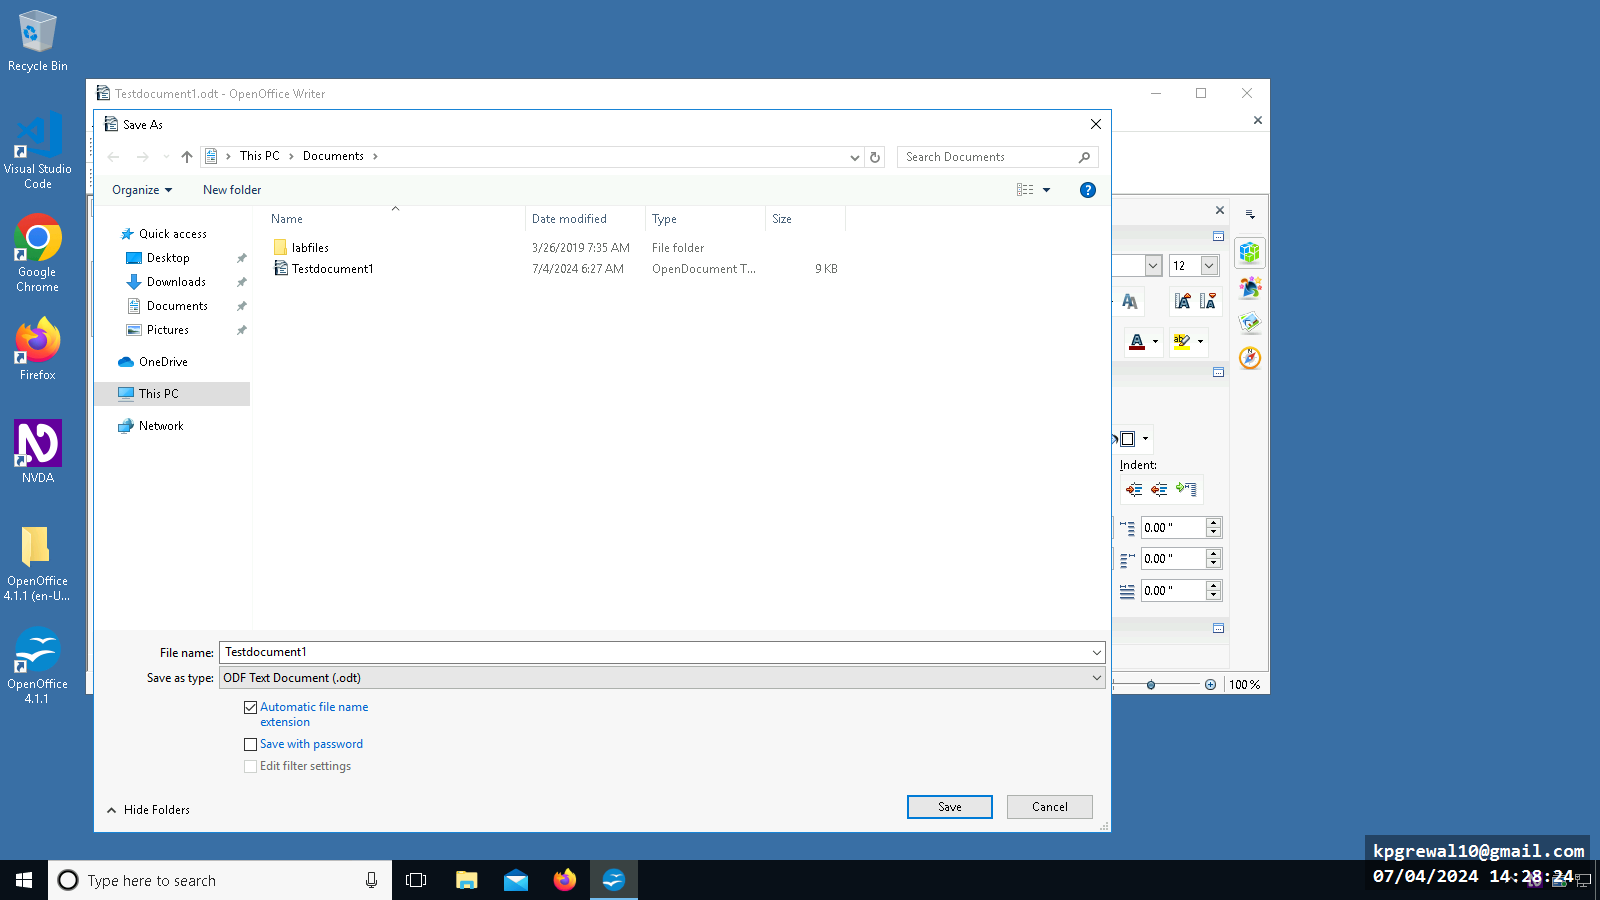 Recycle Bin
Visual Studio
Code
Google
Chrome
Firefox
NVDA
OpenOffice
4.1.1 (en-U...
OpenOffice
4.1.1
Testdocument1.odt - OpenOffice Writer
Save As
This PC
Documents
Search Documents
Organize
New folder
Name
Date modified
Type
Size
labfiles
3/26/2019 7:35 AM
File folder
Testdocument1
7/4/2024 6:27 AM
OpenDocument T...
9 KB
Quick access
Desktop
Downloads
Documents
Pictures
OneDrive
This PC
Network
File name:
Testdocument1
Save as type:
ODF Text Document (.odt)
Automatic file name
extension
Save with password
Edit filter settings
Hide Folders
Save
Cancel
12
Indent:
0.00 "
0.00 "
0.00 "
100 %
Type here to search
kpgrewal10@gmail.com
07/04/2024 14:28:24